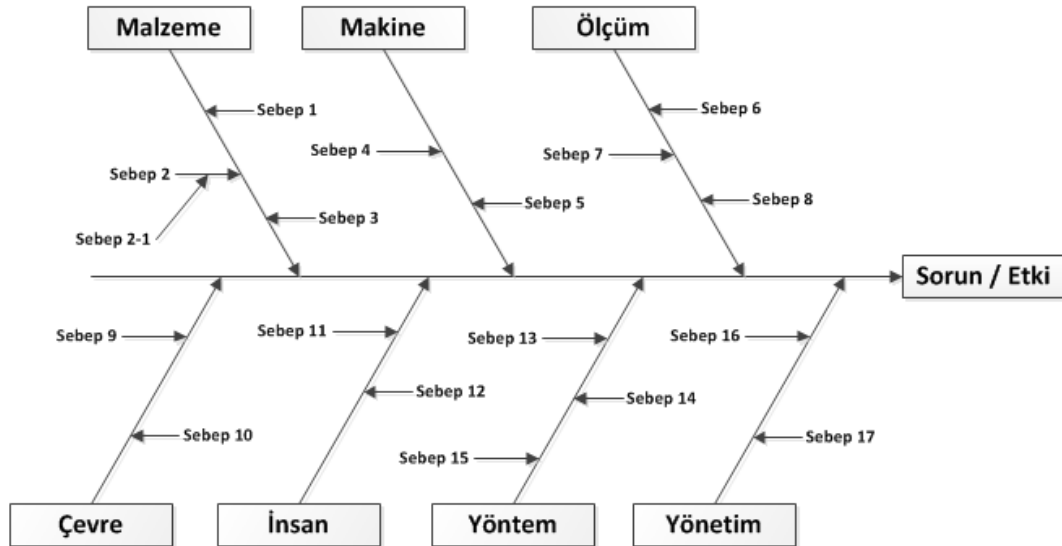 Malzeme
Makine
Ölçüm
Sebep 1
Sebep 6
Sebep 4
Sebep 7
Sebep 2
Sebep 5
Sebep 8
Sebep 3
Sebep 2-1
Sorun / Etki
Sebep 9
Sebep 11
Sebep 13
Sebep 16
Sebep 12
Sebep 14
Sebep 10
Sebep 17
Sebep 15
Çevre
İnsan
Yöntem
Yönetim